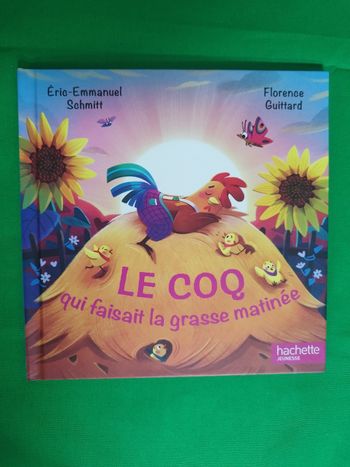 Éric-Emmanuel
Schmitt
Florence
Guittard
LE COQ
qui faisait la grasse matinée
hachette
JEUNESSE